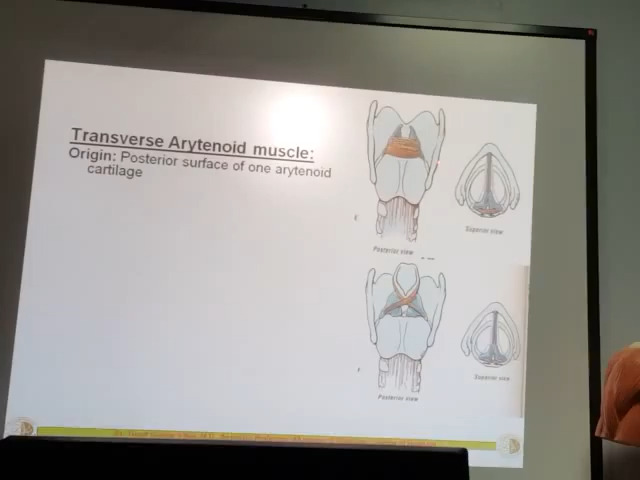 Transverse Arytenoid muscle:
Origin: Posterior surface of one arytenoid
cartilage
E
Posterior view
Superior view
F
Posterior view
Superior view